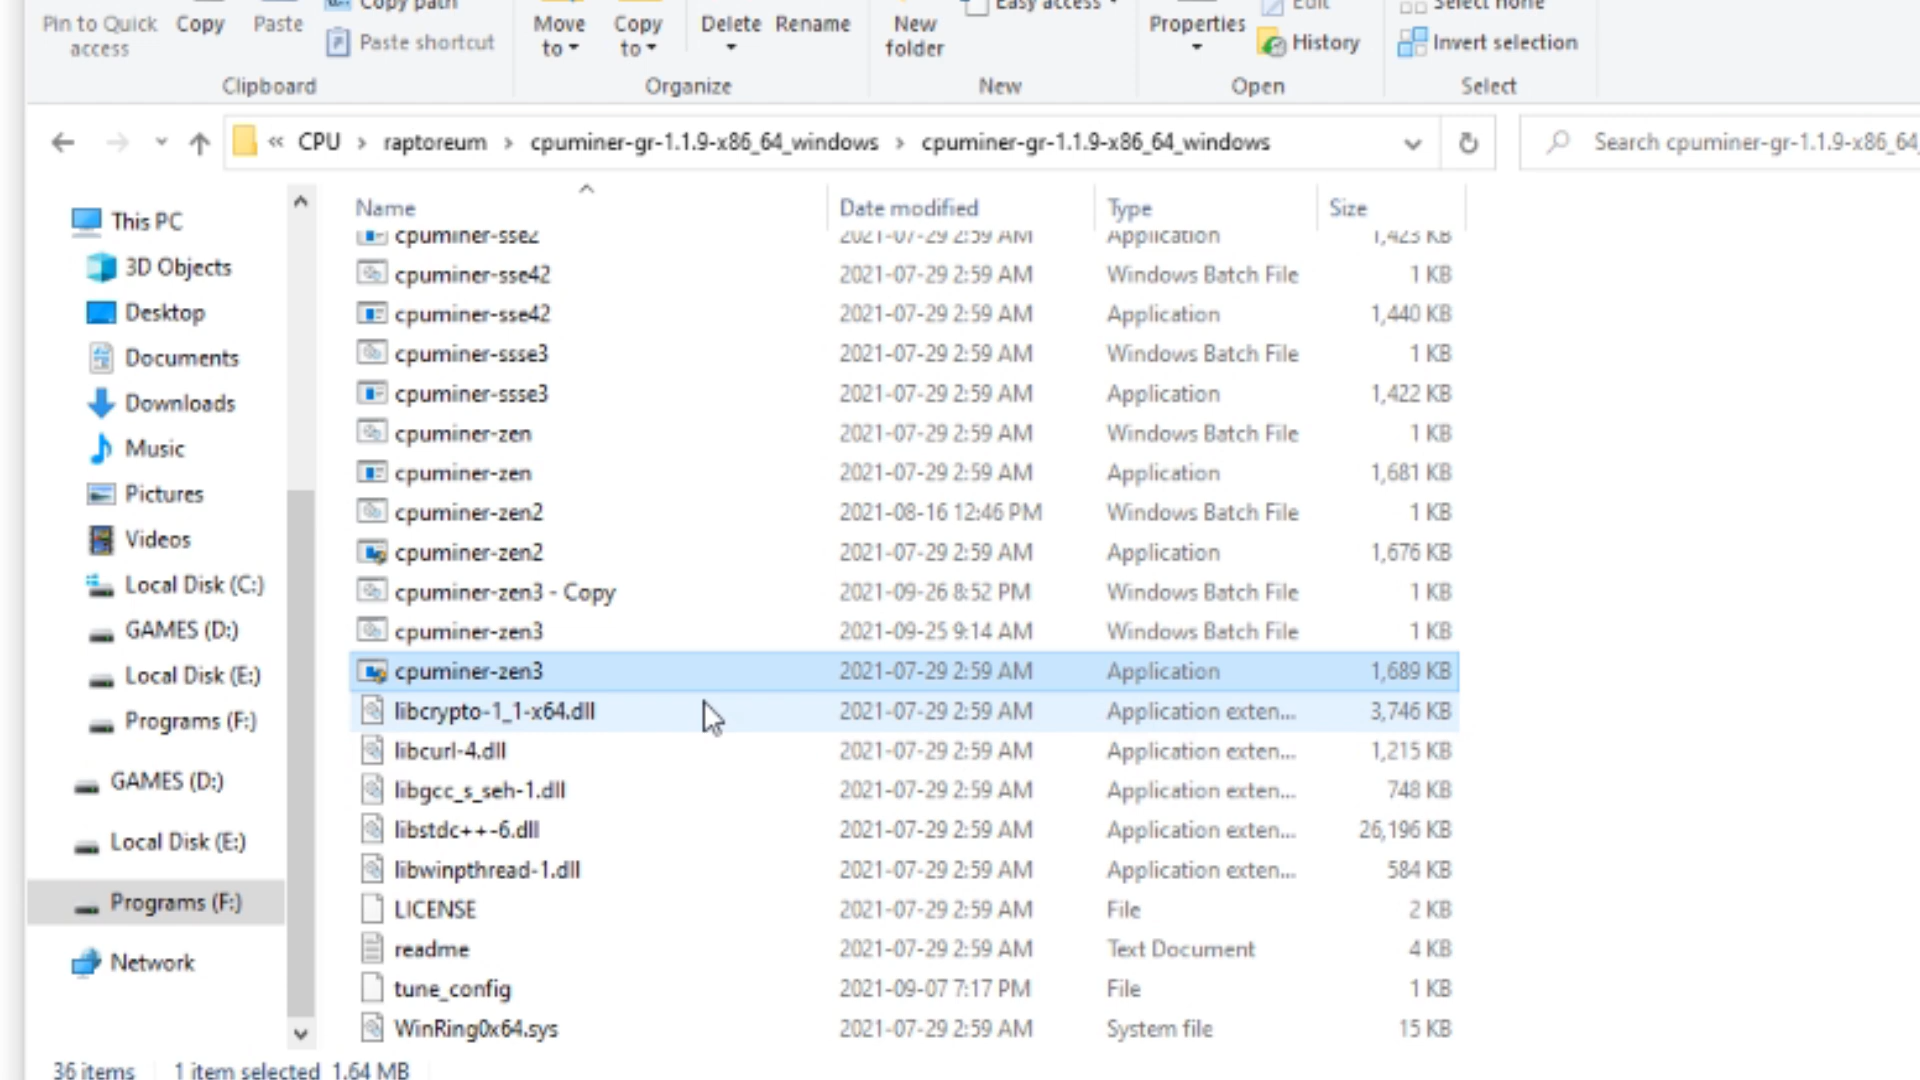 Pin to Quick access
Copy
Paste
Copy path
Paste shortcut
Move to
Copy to
Delete
Rename
New folder
Easy access
Properties
Edit
History
Select none
Invert selection
Clipboard
Organize
New
Open
Select
« CPU > raptoreum > cpuminer-gr-1.1.9-x86_64_windows > cpuminer-gr-1.1.9-x86_64_windows
Search cpuminer-gr-1.1.9-x86_64_
This PC
3D Objects
Desktop
Documents
Downloads
Music
Pictures
Videos
Local Disk (C:)
GAMES (D:)
Local Disk (E:)
Programs (F:)
GAMES (D:)
Local Disk (E:)
Programs (F:)
Network
Name Date modified Type Size
cpuminer-sse2 2021-07-29 2:59 AM Application 1,423 KB
cpuminer-sse42 2021-07-29 2:59 AM Windows Batch File 1 KB
cpuminer-sse42 2021-07-29 2:59 AM Application 1,440 KB
cpuminer-ssse3 2021-07-29 2:59 AM Windows Batch File 1 KB
cpuminer-ssse3 2021-07-29 2:59 AM Application 1,422 KB
cpuminer-zen 2021-07-29 2:59 AM Windows Batch File 1 KB
cpuminer-zen 2021-07-29 2:59 AM Application 1,681 KB
cpuminer-zen2 2021-08-16 12:46 PM Windows Batch File 1 KB
cpuminer-zen2 2021-07-29 2:59 AM Application 1,676 KB
cpuminer-zen3 - Copy 2021-09-26 8:52 PM Windows Batch File 1 KB
cpuminer-zen3 2021-09-25 9:14 AM Windows Batch File 1 KB
cpuminer-zen3 2021-07-29 2:59 AM Application 1,689 KB
libcrypto-1_1-x64.dll 2021-07-29 2:59 AM Application exten... 3,746 KB
libcurl-4.dll 2021-07-29 2:59 AM Application exten... 1,215 KB
libgcc_s_seh-1.dll 2021-07-29 2:59 AM Application exten... 748 KB
libstdc++-6.dll 2021-07-29 2:59 AM Application exten... 26,196 KB
libwinpthread-1.dll 2021-07-29 2:59 AM Application exten... 584 KB
LICENSE 2021-07-29 2:59 AM File 2 KB
readme 2021-07-29 2:59 AM Text Document 4 KB
tune_config 2021-09-07 7:17 PM File 1 KB
WinRing0x64.sys 2021-07-29 2:59 AM System file 15 KB
36 items 1 item selected 1.64 MB